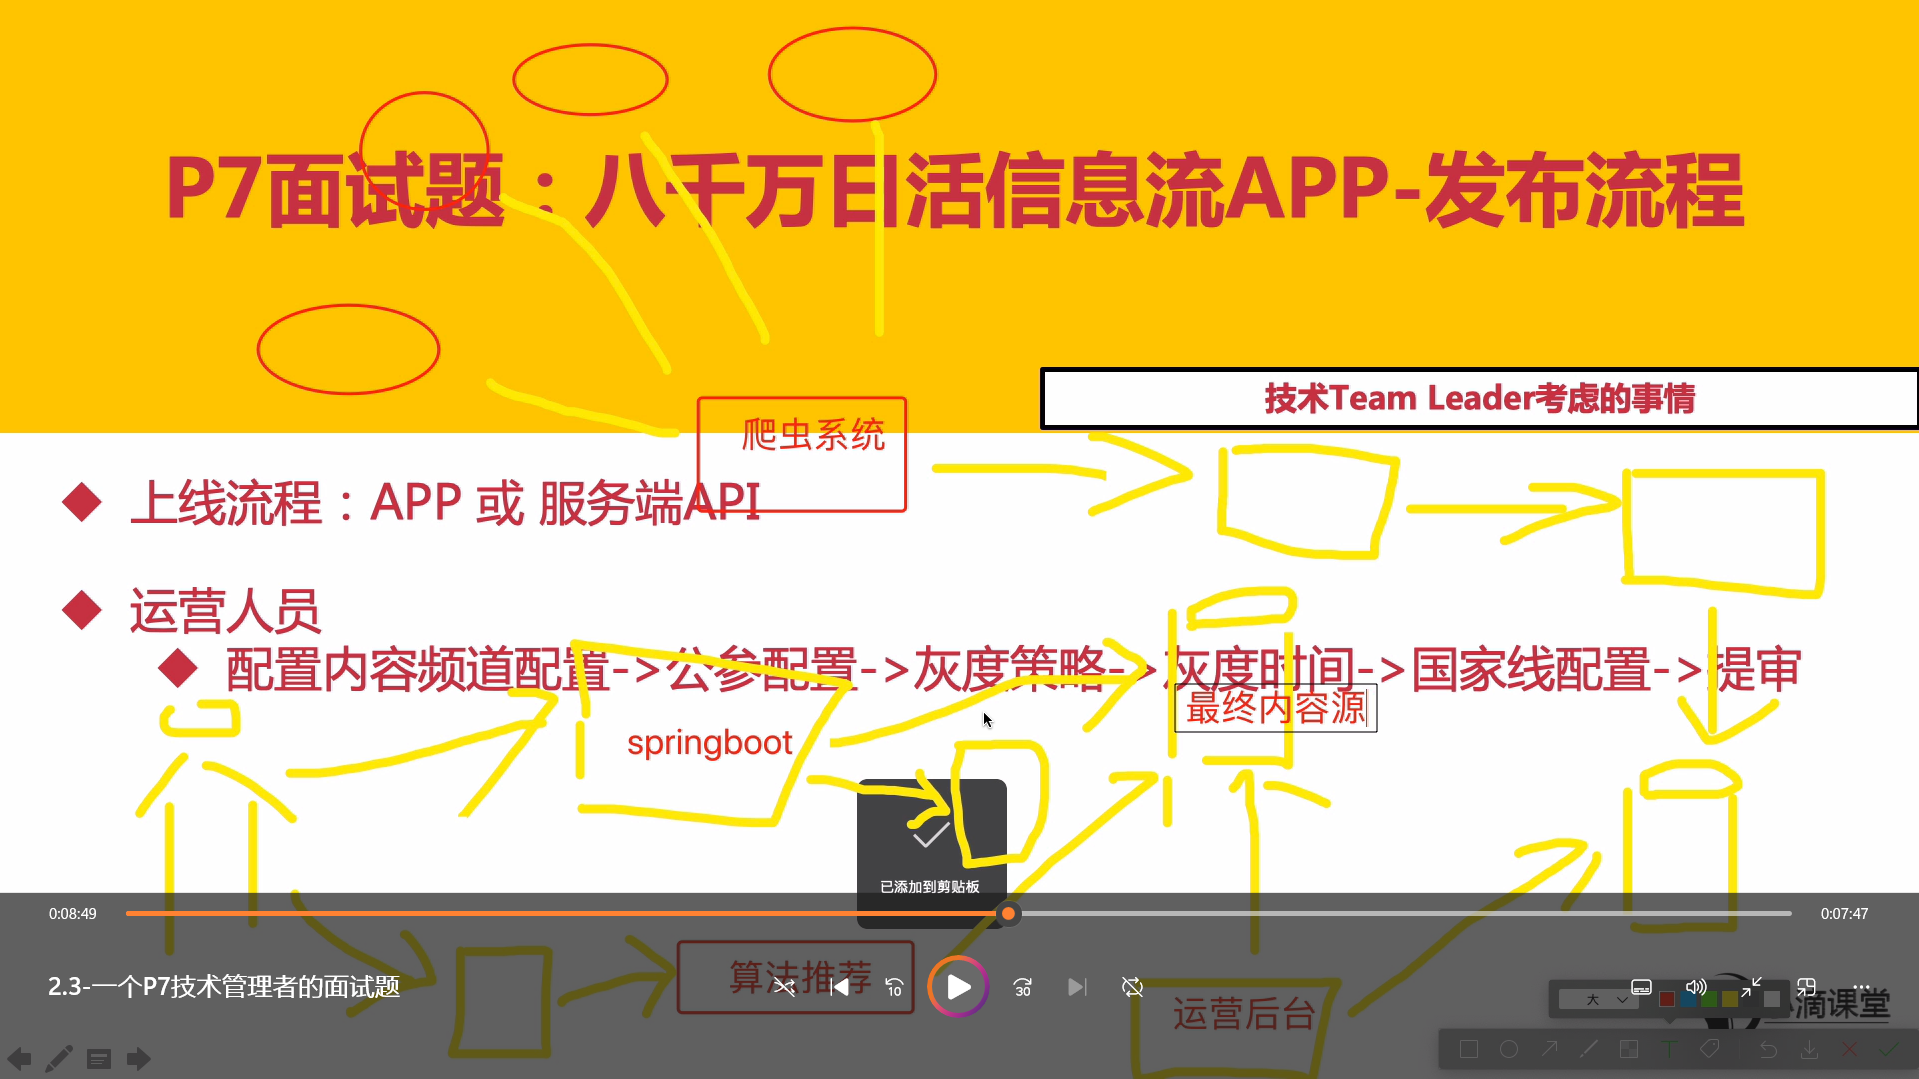 P7面试题：八千万日活信息流APP-发布流程
技术Team Leader考虑的事情
爬虫系统
上线流程：APP 或 服务端API
运营人员
配置内容频道配置->公参配置->灰度策略->灰度时间->国家线配置->提审
最终内容源
springboot
已添加到剪贴板
0:08:49
0:07:47
2.3-一个P7技术管理者的面试题
算法推荐
10
30
运营后台
大
滴课堂